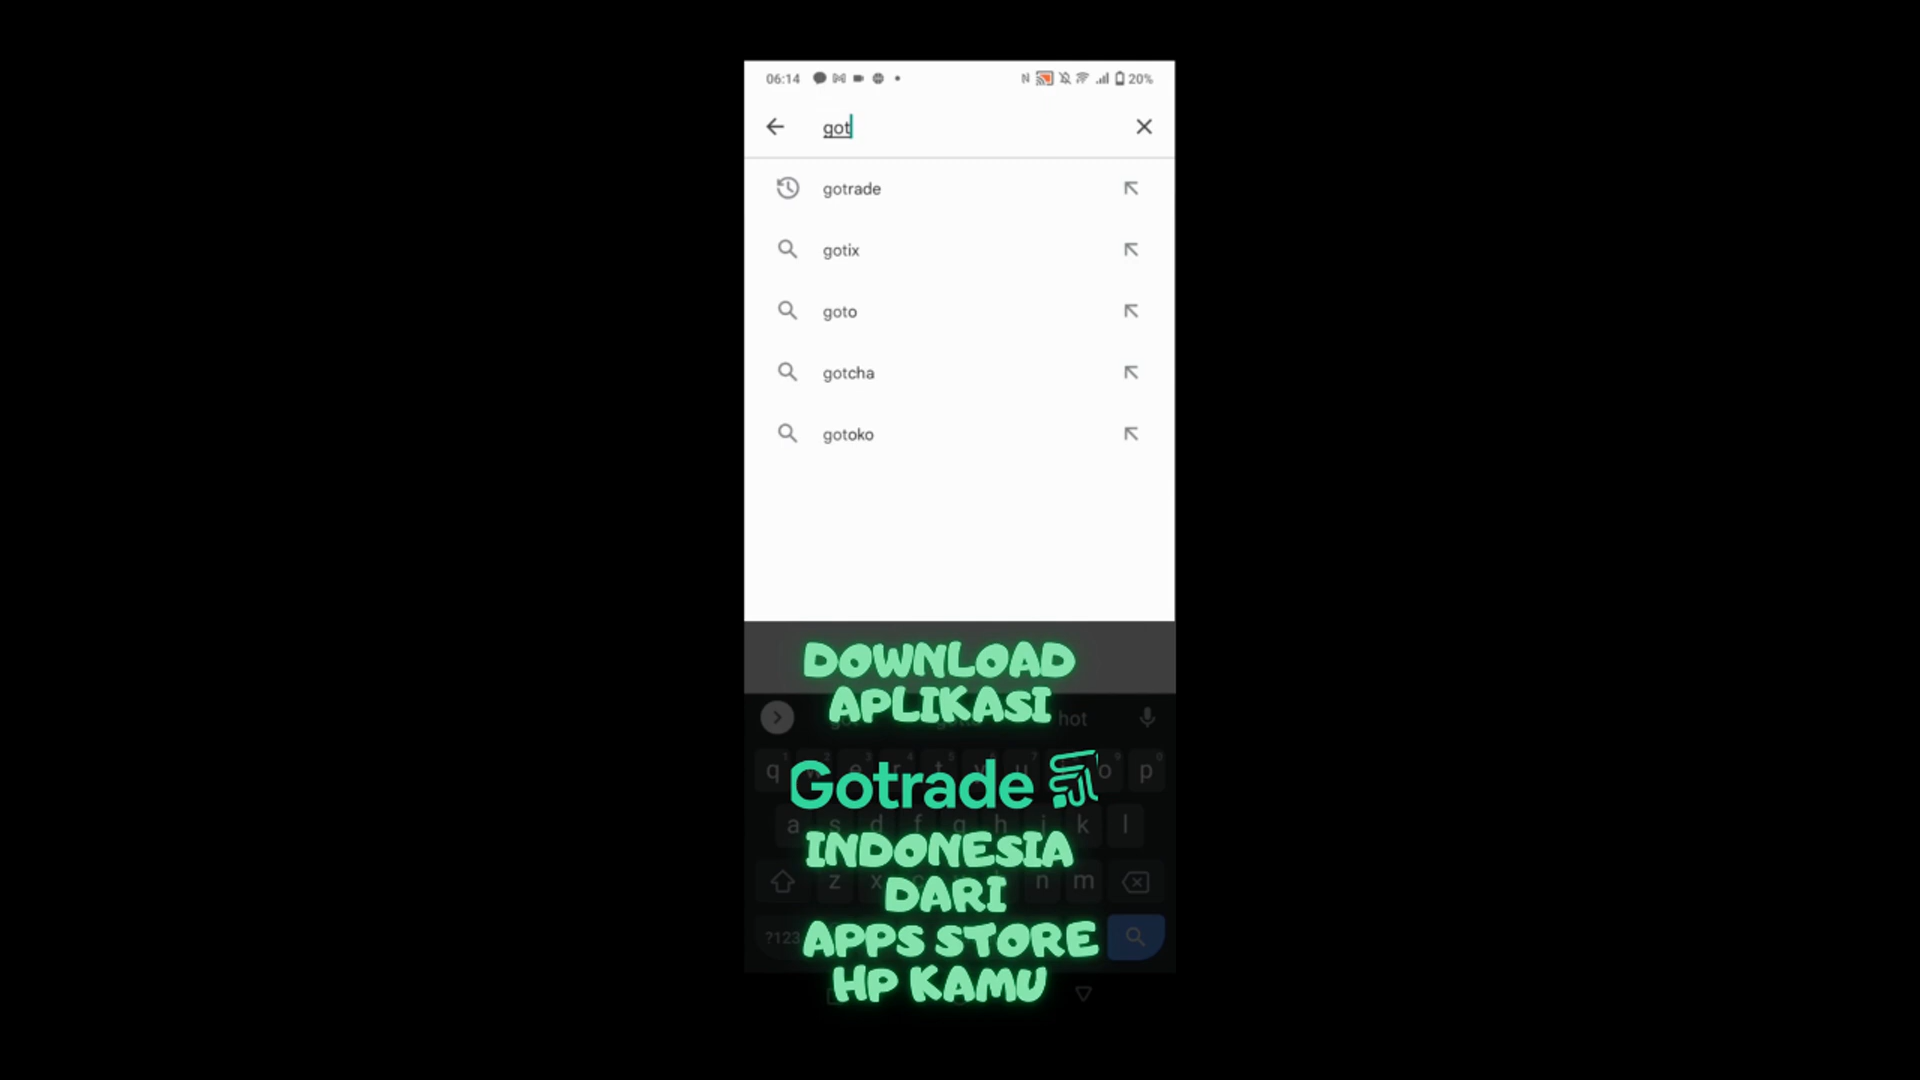 06:14
20%
got
gotrade
gotix
goto
gotcha
gotoko
DOWNLOAD
APLIKASI
hot
Gotrade
INDONESIA
DARI
APPS STORE
HP KAMU
q o p
a s d f g h j k l
z x n m
?123